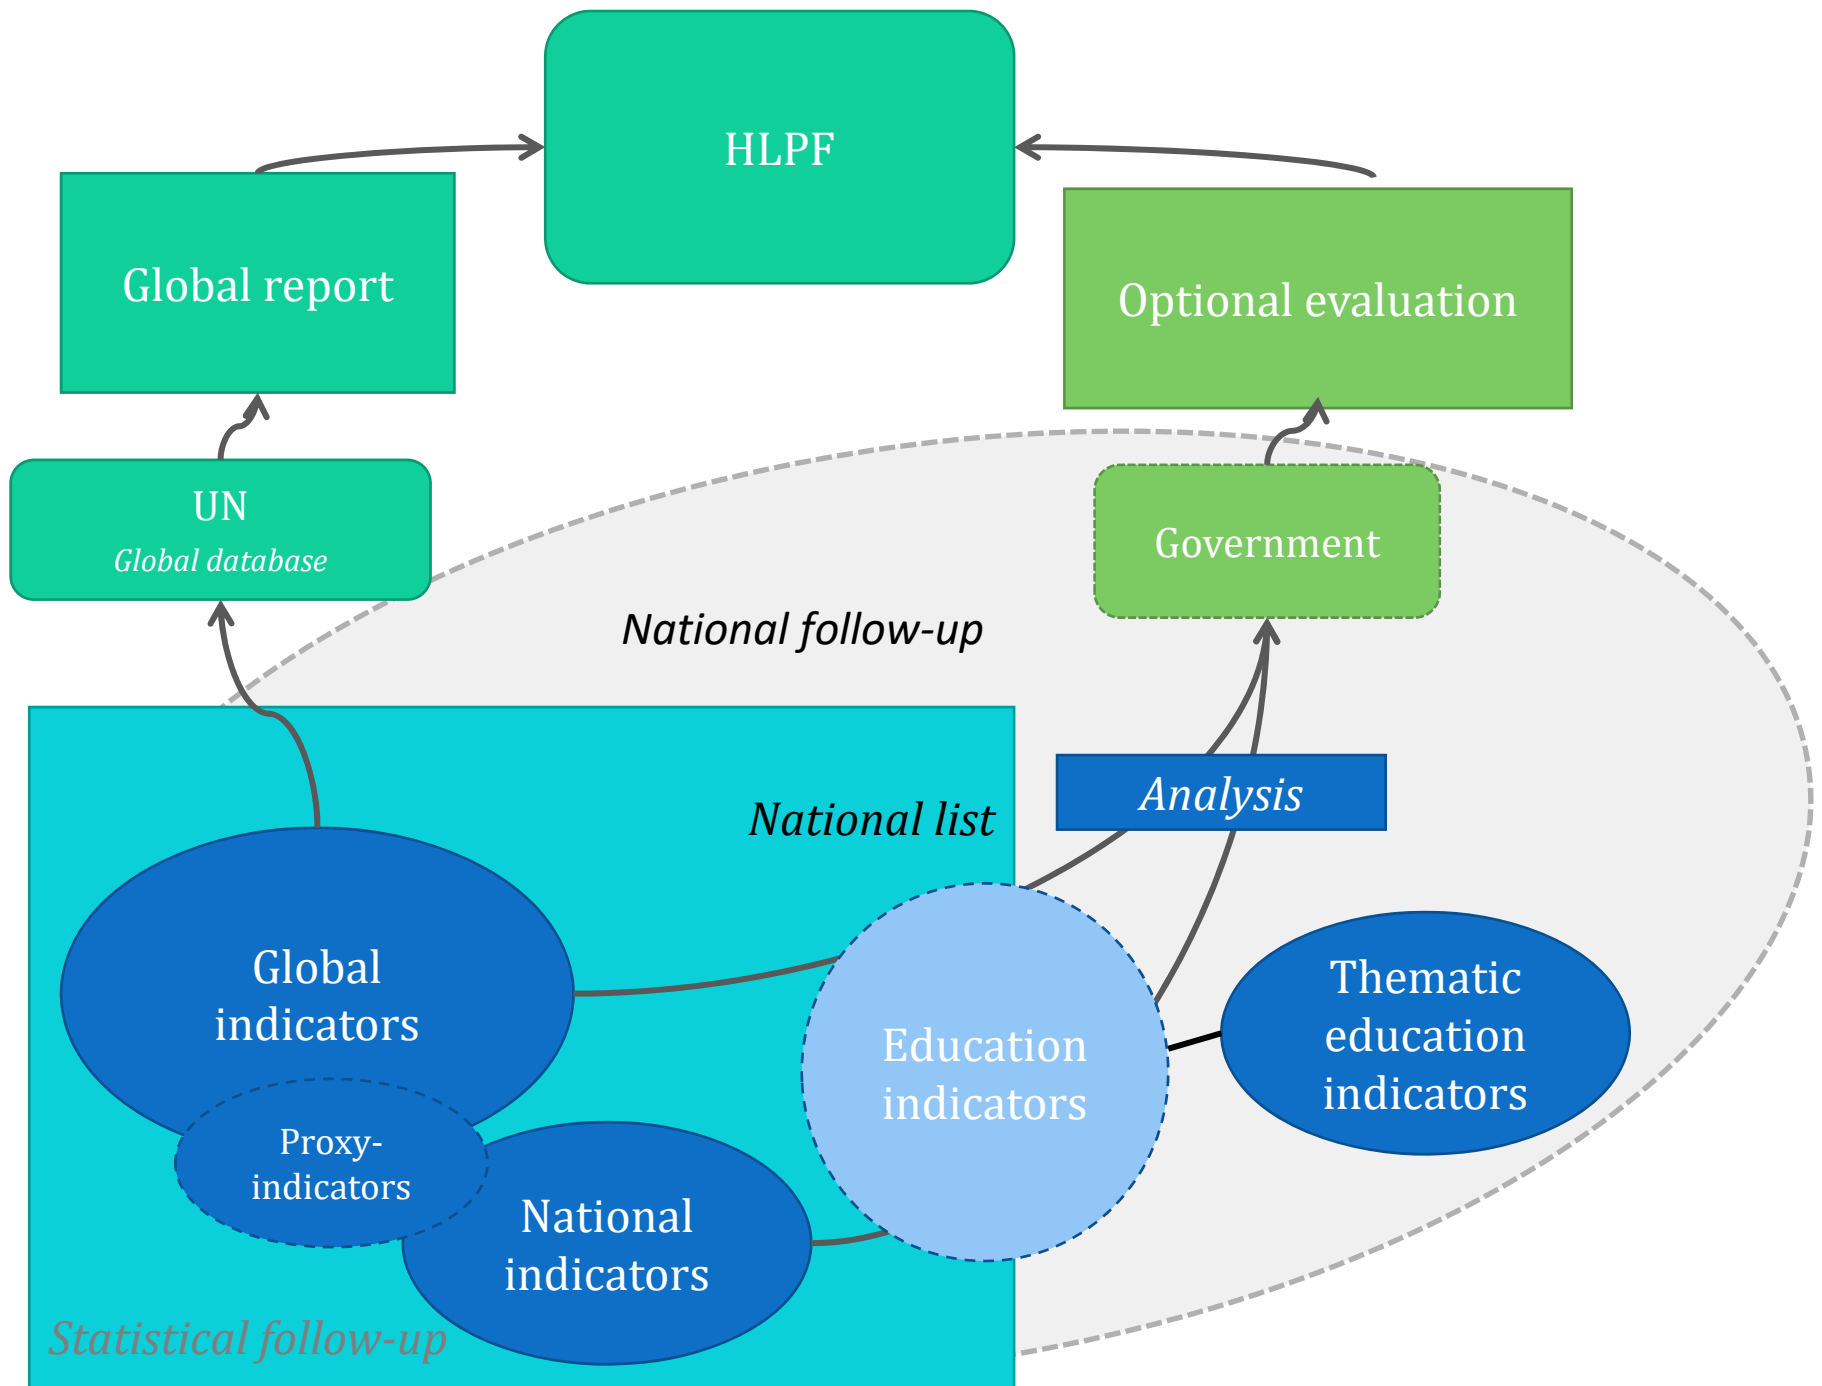 HLPF
Global report
Optional evaluation
UN
Global database
Government
National follow-up
Analysis
National list
Global
indicators
Thematic
education
indicators
Education
indicators
Proxy-
indicators
National
indicators
Statistical follow-up